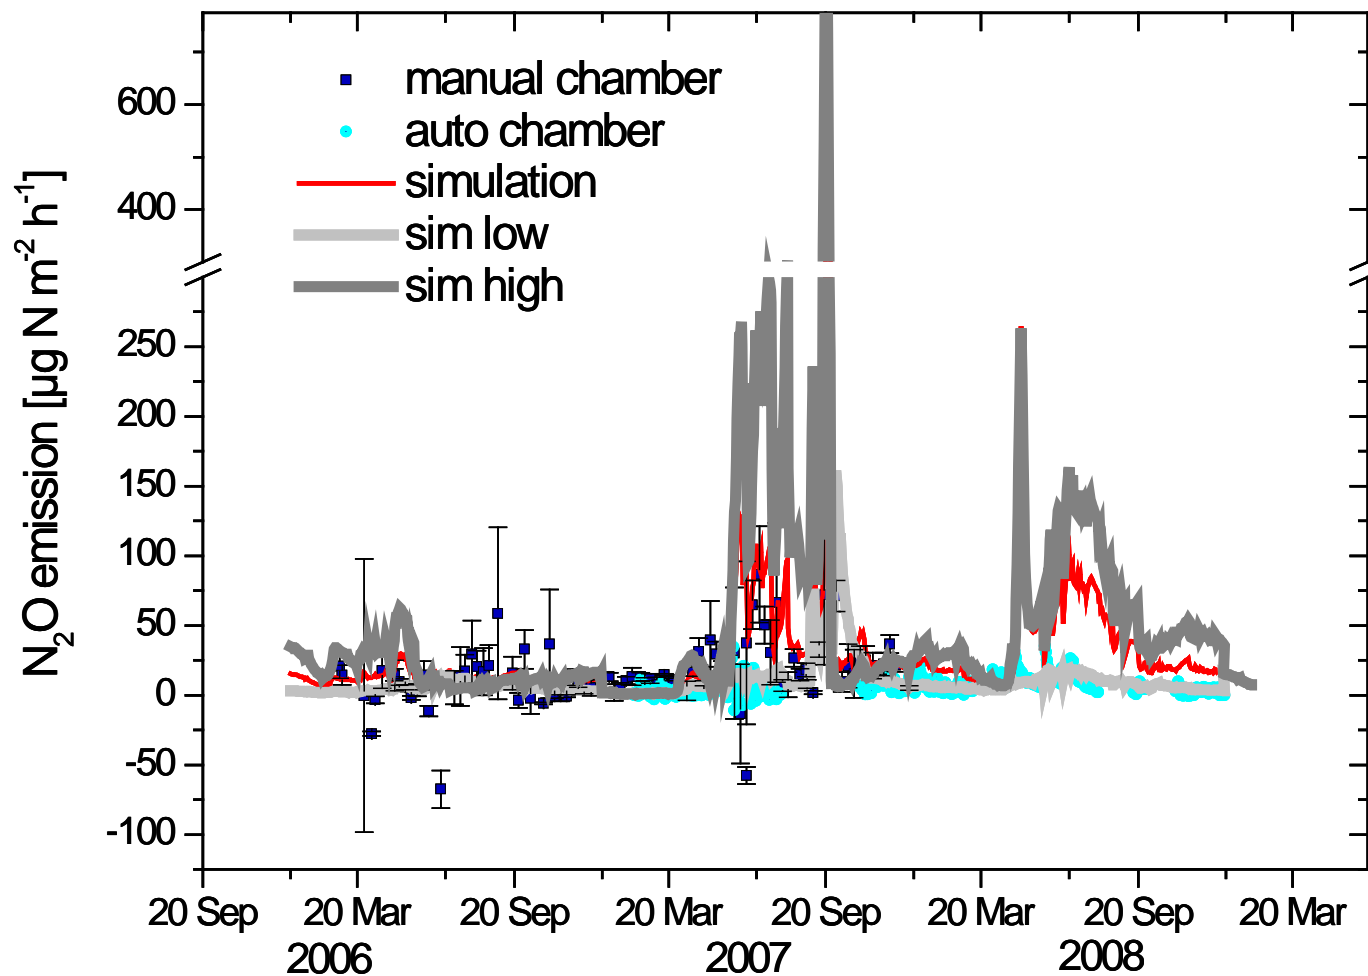 manual chamber
auto chamber
simulation
sim low
sim high
N₂O emission [µg N m⁻² h⁻¹]
600
400
250
200
150
100
50
0
-50
-100
20 Sep 20 Mar 20 Sep 20 Mar 20 Sep 20 Mar 20 Sep 20 Mar
2006 2007 2008